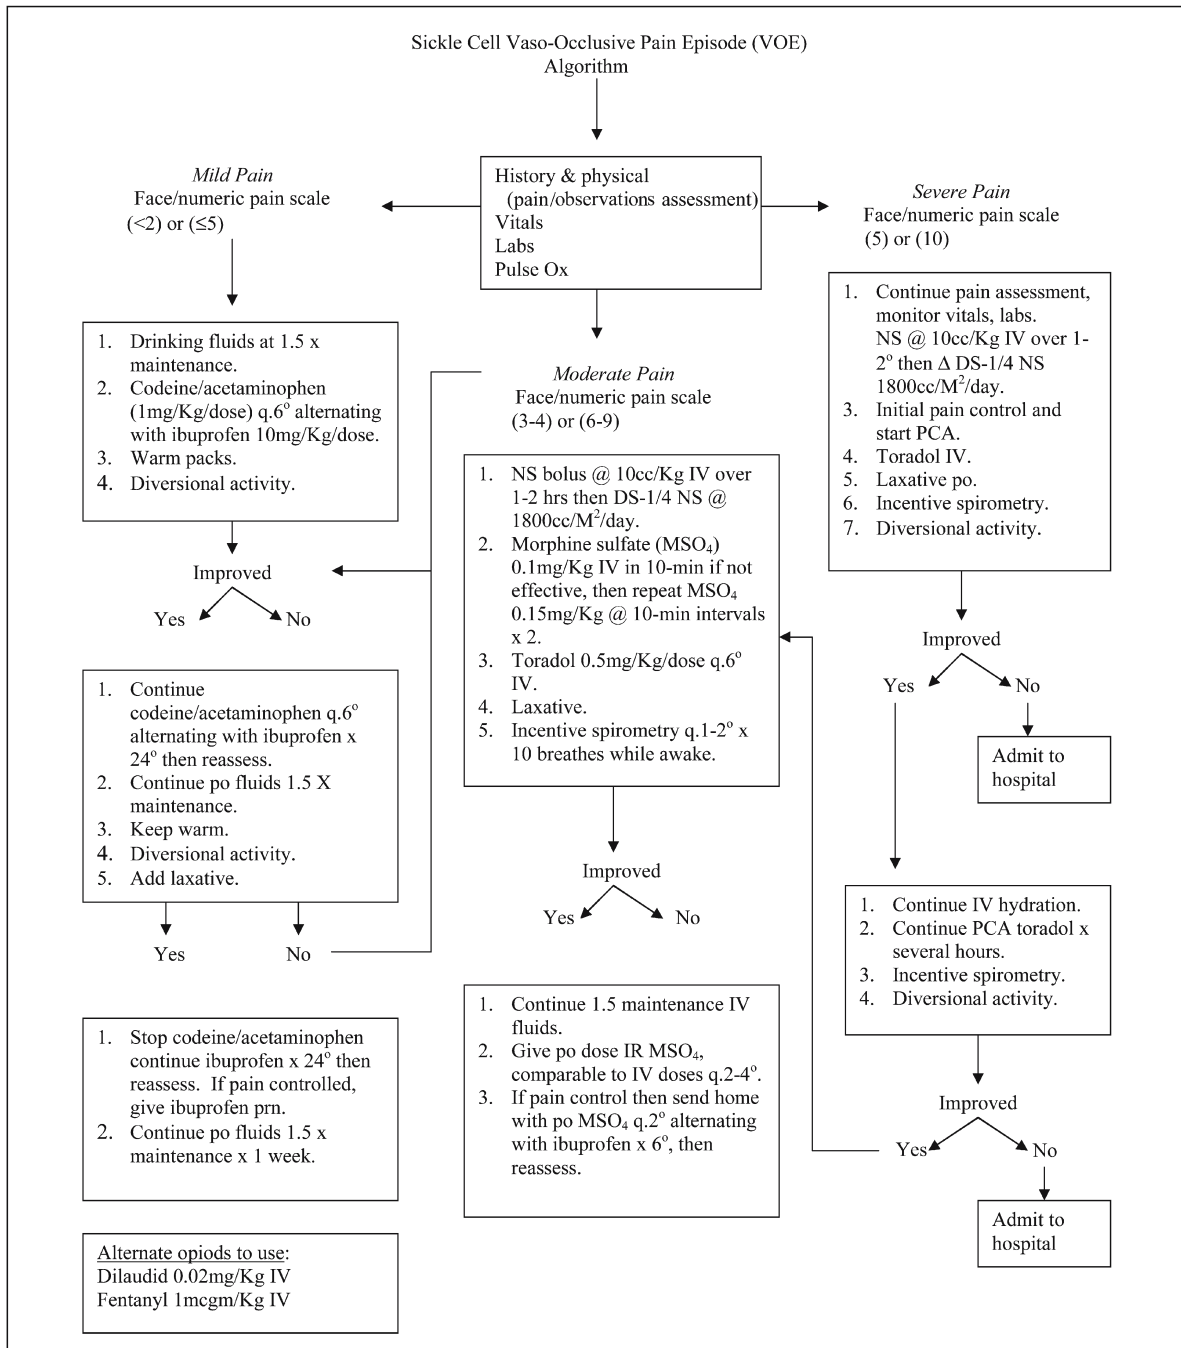 Sickle Cell Vaso-Occlusive Pain Episode (VOE)
Algorithm
History & physical
(pain/observations assessment)
Vitals
Labs
Pulse Ox
Mild Pain
Face/numeric pain scale
(<2) or (≤5)
1. Drinking fluids at 1.5 x
maintenance.
2. Codeine/acetaminophen
(1mg/Kg/dose) q.6° alternating
with ibuprofen 10mg/Kg/dose.
3. Warm packs.
4. Diversional activity.
Improved
Yes No
1. Continue
codeine/acetaminophen q.6°
alternating with ibuprofen x
24° then reassess.
2. Continue po fluids 1.5 X
maintenance.
3. Keep warm.
4. Diversional activity.
5. Add laxative.
Yes No
1. Stop codeine/acetaminophen
continue ibuprofen x 24° then
reassess. If pain controlled,
give ibuprofen prn.
2. Continue po fluids 1.5 x
maintenance x 1 week.
Alternate opiods to use:
Dilaudid 0.02mg/Kg IV
Fentanyl 1mcgm/Kg IV
Moderate Pain
Face/numeric pain scale
(3-4) or (6-9)
1. NS bolus @ 10cc/Kg IV over
1-2 hrs then DS-1/4 NS @
1800cc/M²/day.
2. Morphine sulfate (MSO₄)
0.1mg/Kg IV in 10-min if not
effective, then repeat MSO₄
0.15mg/Kg @ 10-min intervals
x 2.
3. Toradol 0.5mg/Kg/dose q.6°
IV.
4. Laxative.
5. Incentive spirometry q.1-2° x
10 breathes while awake.
Improved
Yes No
1. Continue 1.5 maintenance IV
fluids.
2. Give po dose IR MSO₄,
comparable to IV doses q.2-4°.
3. If pain control then send home
with po MSO₄ q.2° alternating
with ibuprofen x 6°, then
reassess.
Severe Pain
Face/numeric pain scale
(5) or (10)
1. Continue pain assessment,
monitor vitals, labs.
NS @ 10cc/Kg IV over 1-
2° then Δ DS-1/4 NS
1800cc/M²/day.
3. Initial pain control and
start PCA.
4. Toradol IV.
5. Laxative po.
6. Incentive spirometry.
7. Diversional activity.
Improved
Yes No
Admit to
hospital
1. Continue IV hydration.
2. Continue PCA toradol x
several hours.
3. Incentive spirometry.
4. Diversional activity.
Improved
Yes No
Admit to
hospital